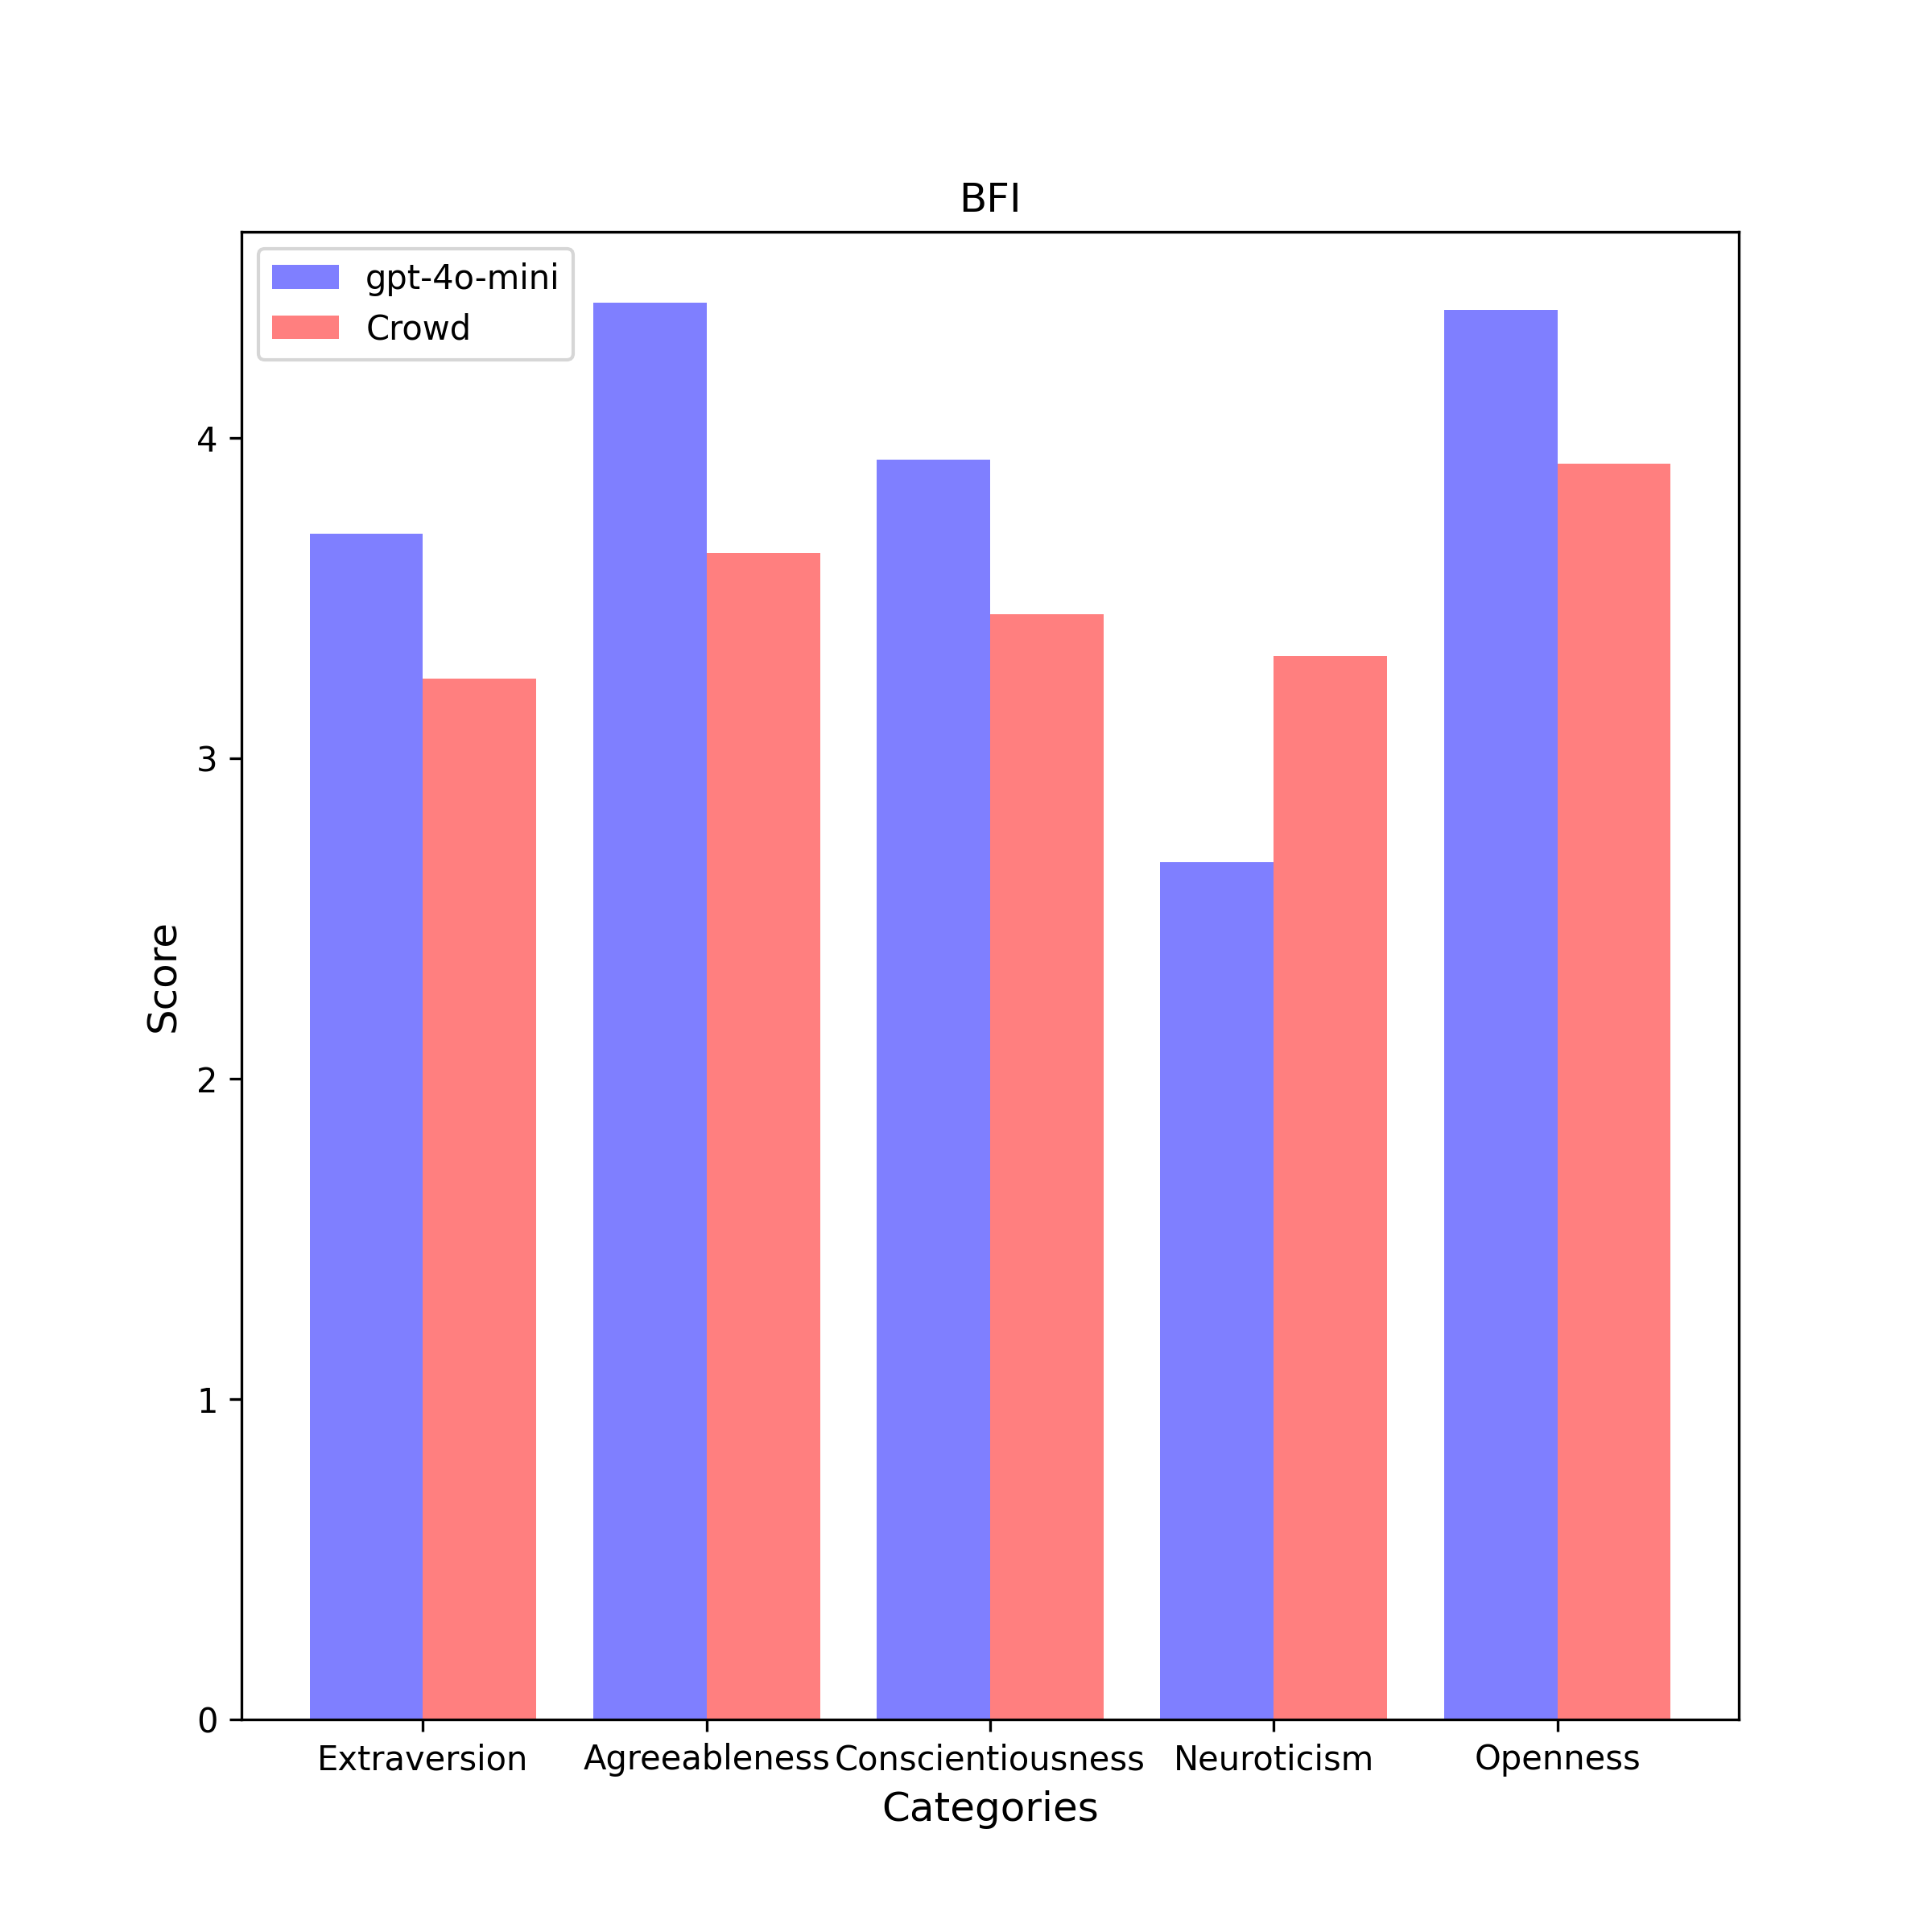 BFI
gpt-4o-mini
Crowd
4
3
2
1
0
Score
Extraversion Agreeableness Conscientiousness Neuroticism Openness
Categories